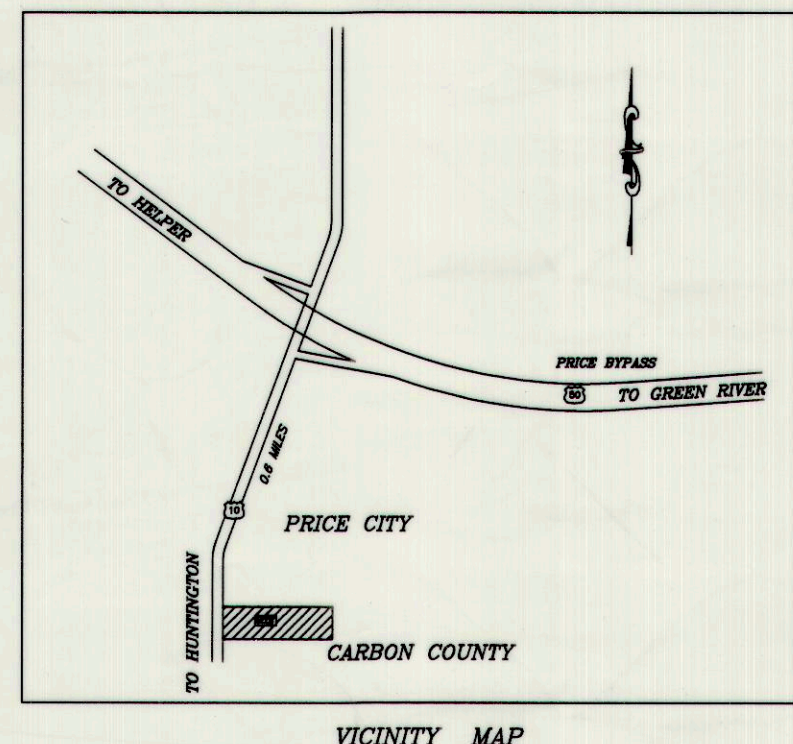 TO HELPER
PRICE BYPASS
50
TO GREEN RIVER
0.6 MILES
10
PRICE CITY
TO HUNTINGTON
CARBON COUNTY
VICINITY MAP